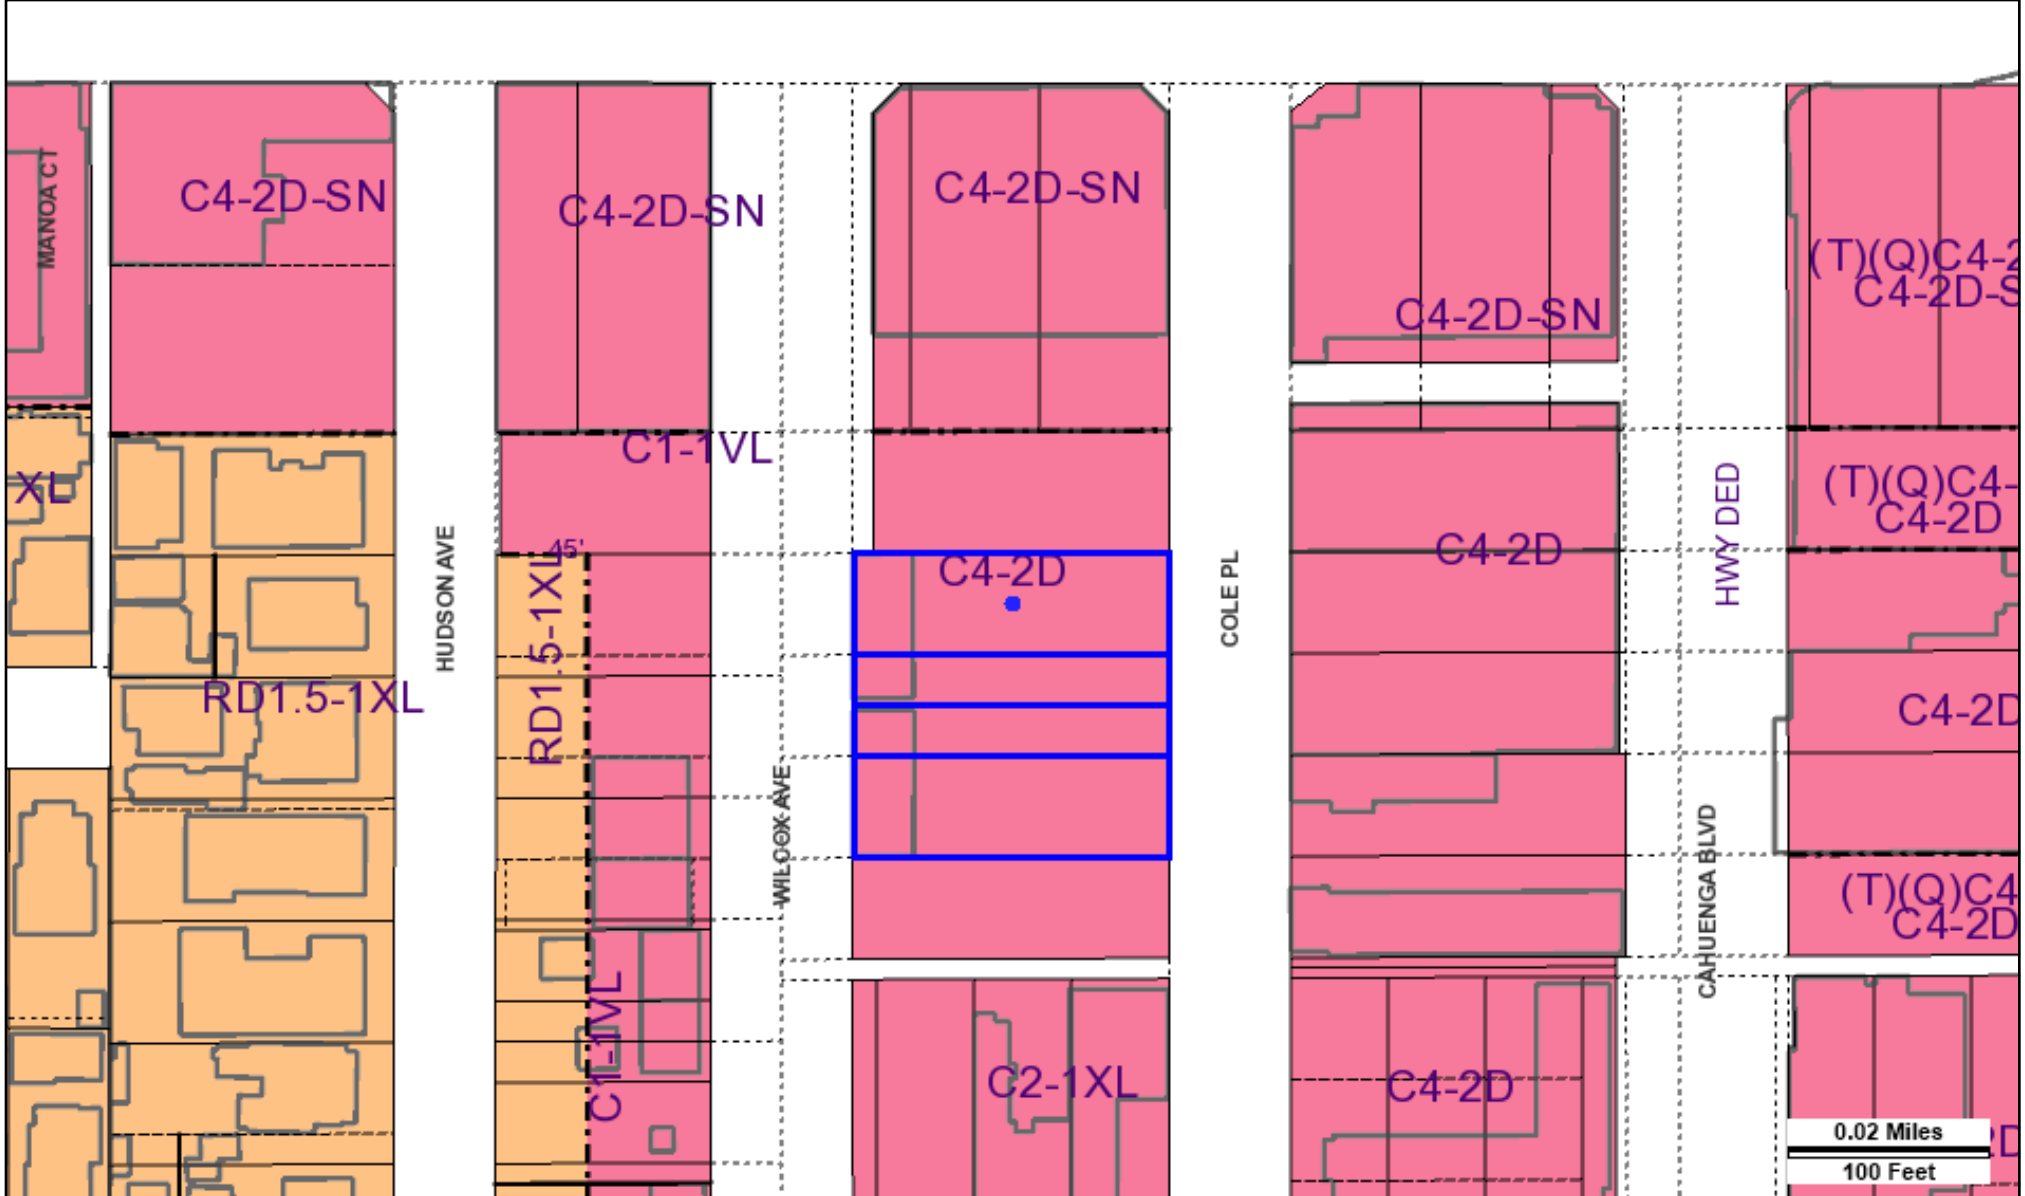 MANOA CT
C4-2D-SN
C4-2D-SN
C4-2D-SN
C4-2D-SN
(T)(Q)C4-2
C4-2D-S
XL
C1-1VL
45'
HUDSON AVE
RD1.5-1XL
RD1.5-1XL
C4-2D
COLE PL
C4-2D
HWY DED
(T)(Q)C4-
C4-2D
C4-2D
WILCOX AVE
CAHUENGA BLVD
(T)(Q)C4
C4-2D
C1-1VL
C2-1XL
C4-2D
2D
0.02 Miles
100 Feet